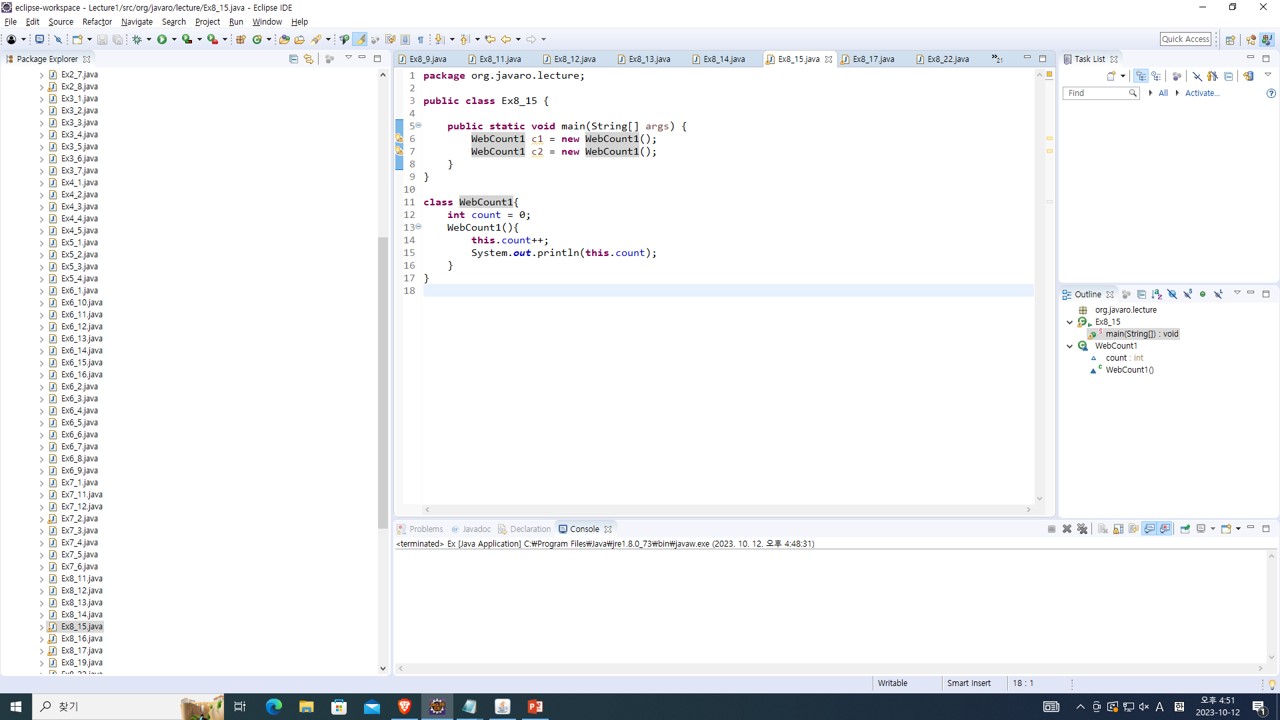 eclipse-workspace - Lecture1/src/org/javaro/lecture/Ex8_15.java - Eclipse IDE
File Edit Source Refactor Navigate Search Project Run Window Help
Quick Access
Package Explorer
Ex2_7.java
Ex2_8.java
Ex3_1.java
Ex3_2.java
Ex3_3.java
Ex3_4.java
Ex3_5.java
Ex3_6.java
Ex3_7.java
Ex4_1.java
Ex4_2.java
Ex4_3.java
Ex4_4.java
Ex4_5.java
Ex5_1.java
Ex5_2.java
Ex5_3.java
Ex5_4.java
Ex6_1.java
Ex6_10.java
Ex6_11.java
Ex6_12.java
Ex6_13.java
Ex6_14.java
Ex6_15.java
Ex6_16.java
Ex6_2.java
Ex6_3.java
Ex6_4.java
Ex6_5.java
Ex6_6.java
Ex6_7.java
Ex6_8.java
Ex6_9.java
Ex7_1.java
Ex7_11.java
Ex7_12.java
Ex7_2.java
Ex7_3.java
Ex7_4.java
Ex7_5.java
Ex7_6.java
Ex8_11.java
Ex8_12.java
Ex8_13.java
Ex8_14.java
Ex8_15.java
Ex8_16.java
Ex8_17.java
Ex8_19.java
Ex8_9.java Ex8_11.java Ex8_12.java Ex8_13.java Ex8_14.java Ex8_15.java Ex8_17.java Ex8_22.java
1 package org.javaro.lecture;
2
3 public class Ex8_15 {
4
5 public static void main(String[] args) {
6 WebCount1 c1 = new WebCount1();
7 WebCount1 c2 = new WebCount1();
8 }
9 }
10
11 class WebCount1{
12 int count = 0;
13 WebCount1(){
14 this.count++;
15 System.out.println(this.count);
16 }
17 }
18
Task List
Find All Activate...
Outline
org.javaro.lecture
Ex8_15
main(String[]) : void
WebCount1
count : int
WebCount1()
Problems Javadoc Declaration Console
<terminated> Ex [Java Application] C:₩Program Files₩Java₩jre1.8.0_73₩bin₩javaw.exe (2023. 10. 12. 오후 4:48:31)
Writable Smart Insert 18 : 1
찾기
A
오후 4:51
2023-10-12